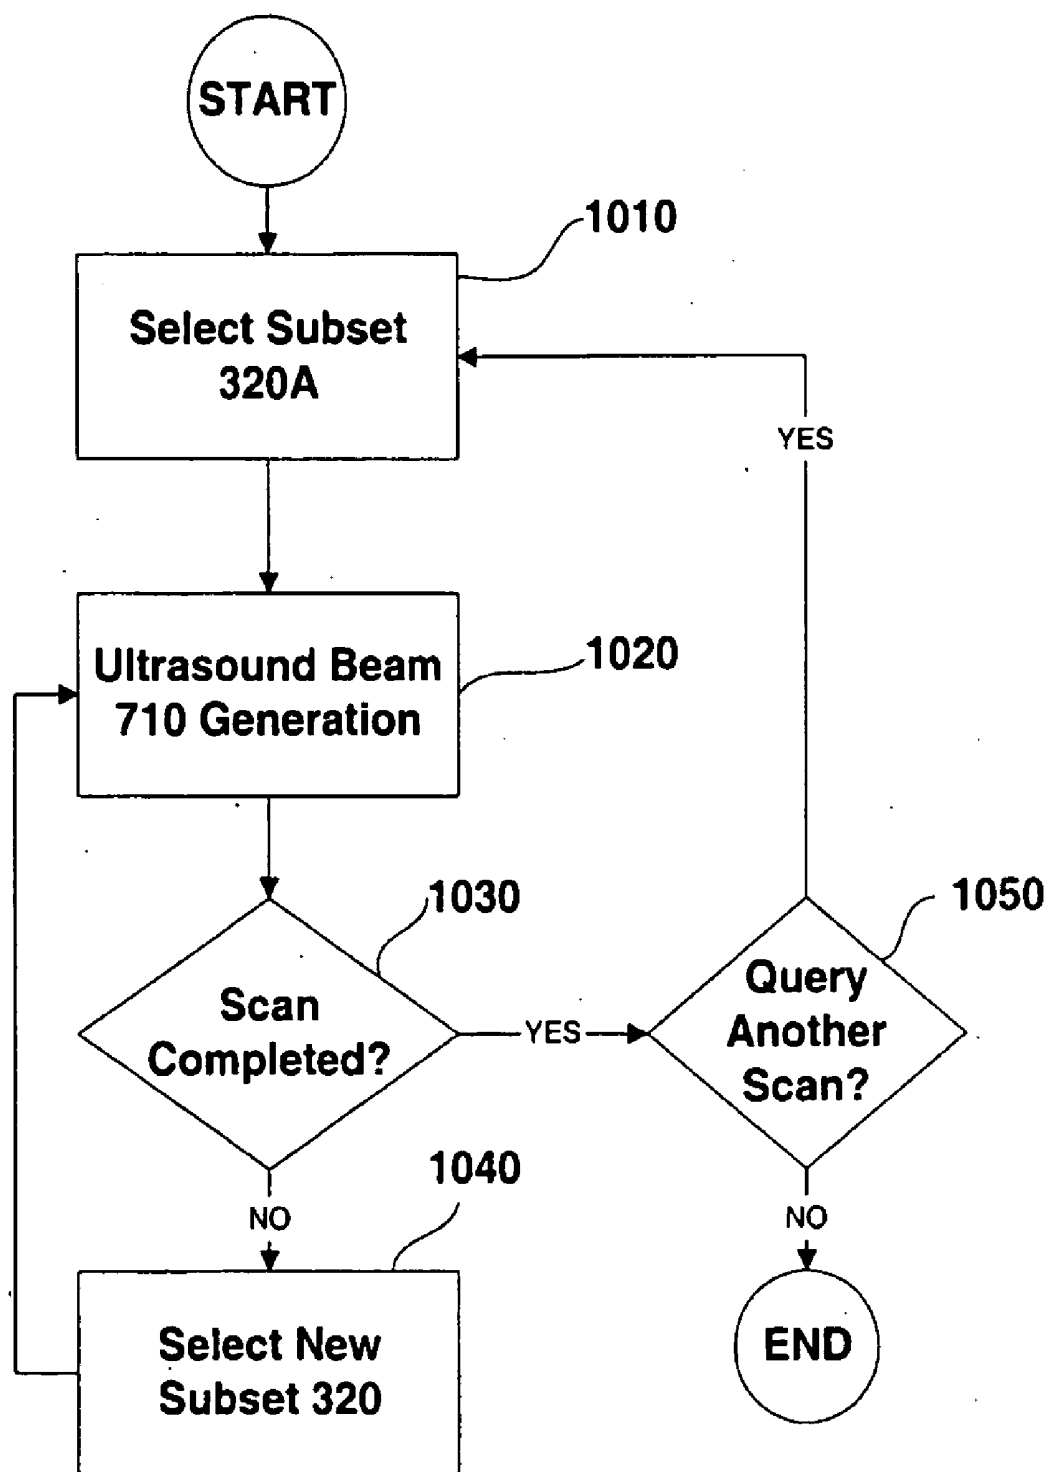 START
1010
Select Subset
320A
YES
1020
Ultrasound Beam
710 Generation
1030
1050
Scan
Completed?
YES
Query
Another
Scan?
1040
NO
NO
Select New
Subset 320
END